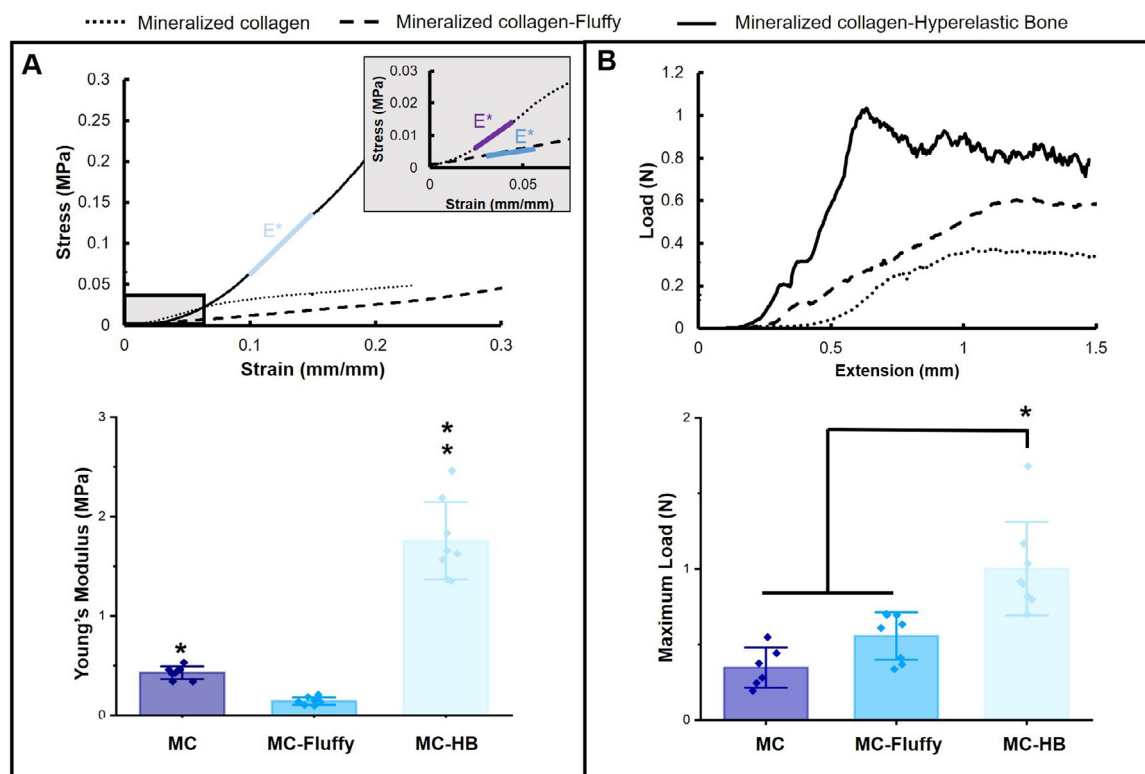 Mineralized collagen
Mineralized collagen-Fluffy
Mineralized collagen-Hyperelastic Bone
A
Stress (MPa)
0.3
0.25
0.2
0.15
0.1
0.05
0
0
0.1
0.2
0.3
Strain (mm/mm)
E*
Stress (MPa)
0.03
0.02
0.01
0
0
0.05
Strain (mm/mm)
E*
E*
Young's Modulus (MPa)
3
2
1
0
*
*
*
MC
MC-Fluffy
MC-HB
B
Load (N)
1.2
1
0.8
0.6
0.4
0.2
0
0
0.5
1
1.5
Extension (mm)
Maximum Load (N)
2
1
0
*
MC
MC-Fluffy
MC-HB